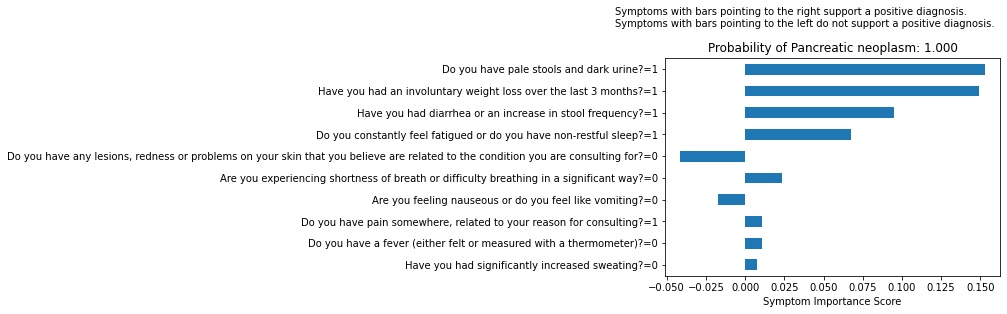 Symptoms with bars pointing to the right support a positive diagnosis.
Symptoms with bars pointing to the left do not support a positive diagnosis.
Probability of Pancreatic neoplasm: 1.000
Do you have pale stools and dark urine?=1
Have you had an involuntary weight loss over the last 3 months?=1
Have you had diarrhea or an increase in stool frequency?=1
Do you constantly feel fatigued or do you have non-restful sleep?=1
Do you have any lesions, redness or problems on your skin that you believe are related to the condition you are consulting for?=0
Are you experiencing shortness of breath or difficulty breathing in a significant way?=0
Are you feeling nauseous or do you feel like vomiting?=0
Do you have pain somewhere, related to your reason for consulting?=1
Do you have a fever (either felt or measured with a thermometer)?=0
Have you had significantly increased sweating?=0
−0.050 −0.025 0.000 0.025 0.050 0.075 0.100 0.125 0.150
Symptom Importance Score